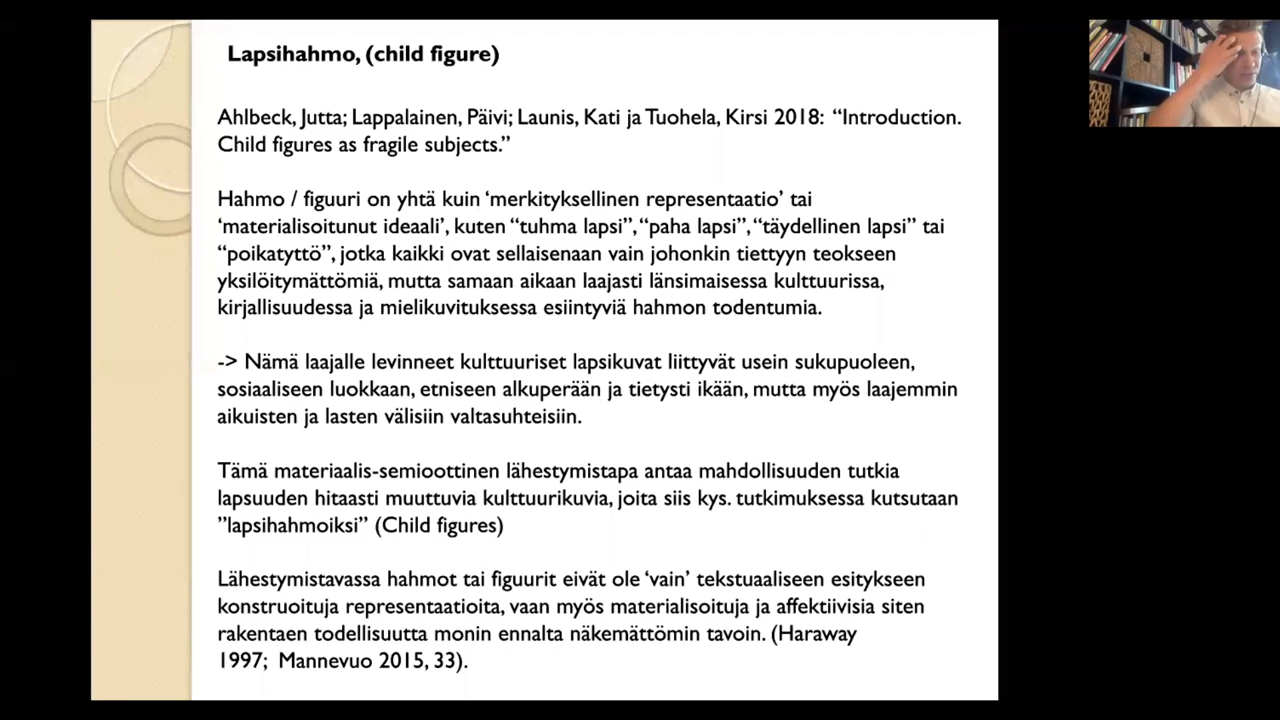 Lapsihahmo, (child figure)
Ahlbeck, Jutta; Lappalainen, Päivi; Launis, Kati ja Tuohela, Kirsi 2018: “Introduction.
Child figures as fragile subjects.”
Hahmo / figuuri on yhtä kuin ‘merkityksellinen representaatio’ tai
‘materialisoitunut ideaali’, kuten “tuhma lapsi”, “paha lapsi”, “täydellinen lapsi” tai
“poikatyttö”, jotka kaikki ovat sellaisenaan vain johonkin tiettyyn teokseen
yksilöitymättömiä, mutta samaan aikaan laajasti länsimaisessa kulttuurissa,
kirjallisuudessa ja mielikuvituksessa esiintyviä hahmon todentumia.
-> Nämä laajalle levinneet kulttuuriset lapsikuvat liittyvät usein sukupuoleen,
sosiaaliseen luokkaan, etniseen alkuperään ja tietysti ikään, mutta myös laajemmin
aikuisten ja lasten välisiin valtasuhteisiin.
Tämä materiaalis-semioottinen lähestymistapa antaa mahdollisuuden tutkia
lapsuuden hitaasti muuttuvia kulttuurikuvia, joita siis kys. tutkimuksessa kutsutaan
”lapsihahmoiksi” (Child figures)
Lähestymistavassa hahmot tai figuurit eivät ole ‘vain’ tekstuaaliseen esitykseen
konstruoituja representaatioita, vaan myös materialisoituja ja affektiivisia siten
rakentaen todellisuutta monin ennalta näkemättömin tavoin. (Haraway
1997; Mannevuo 2015, 33).